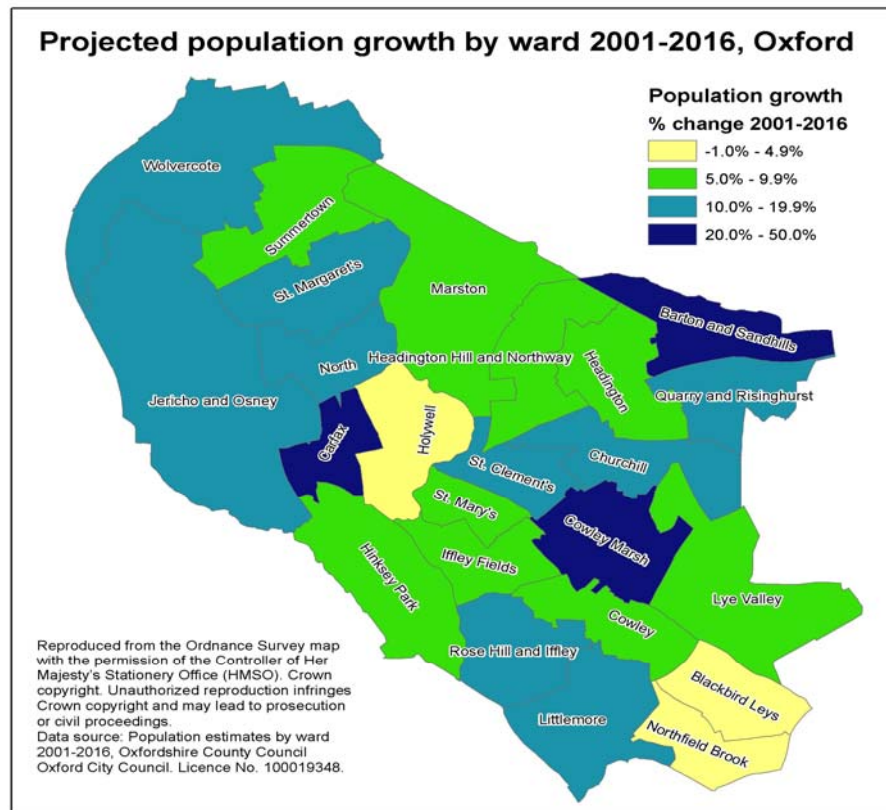 Projected population growth by ward 2001-2016, Oxford
Population growth
% change 2001-2016
-1.0% - 4.9%
5.0% - 9.9%
10.0% - 19.9%
20.0% - 50.0%
Wolvercote
Summertown
St. Margaret's
Marston
Barton and Sandhills
North
Headington Hill and Northway
Headington
Quarry and Risinghurst
Jericho and Osney
Carfax
Holywell
St. Clement's
Churchill
St. Mary's
Cowley Marsh
Hinksey Park
Iffley Fields
Lye Valley
Cowley
Rose Hill and Iffley
Blackbird Leys
Littlemore
Northfield Brook
Reproduced from the Ordnance Survey map
with the permission of the Controller of Her
Majesty's Stationery Office (HMSO). Crown
copyright. Unauthorized reproduction infringes
Crown copyright and may lead to prosecution
or civil proceedings.
Data source: Population estimates by ward
2001-2016, Oxfordshire County Council
Oxford City Council. Licence No. 100019348.